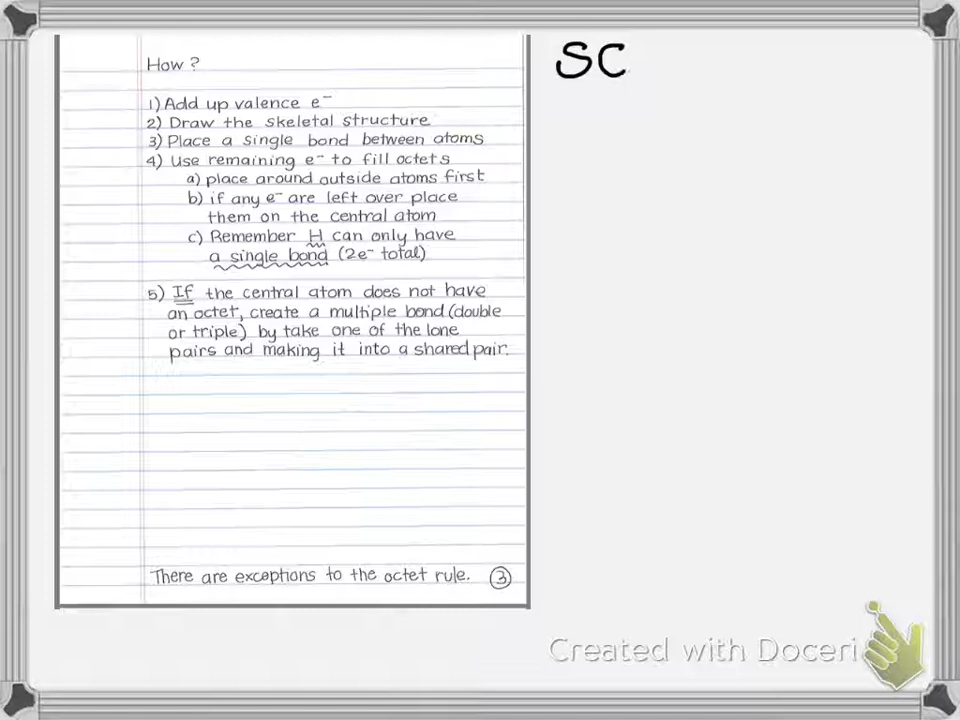 How ?
1) Add up valence e⁻
2) Draw the skeletal structure
3) Place a single bond between atoms
4) Use remaining e⁻ to fill octets
a) place around outside atoms first
b) if any e⁻ are left over place
them on the central atom
c) Remember H can only have
a single bond (2e⁻ total)
5) If the central atom does not have
an octet, create a multiple bond (double
or triple) by take one of the lone
pairs and making it into a shared pair.
There are exceptions to the octet rule. 3
SC
Created with Doceri